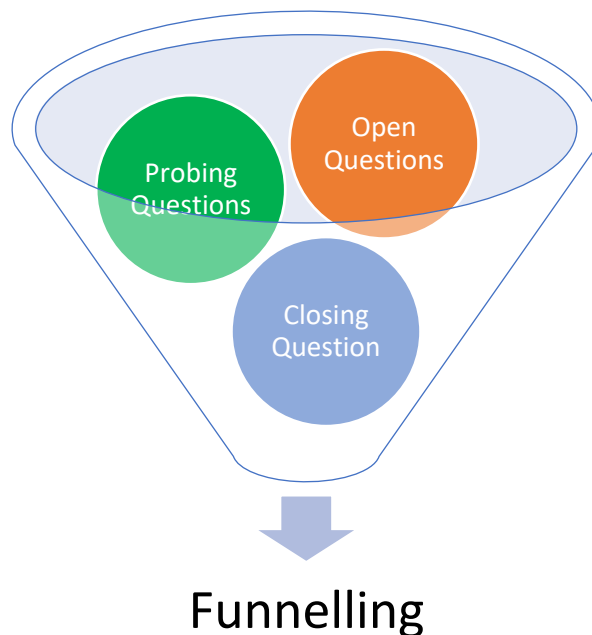 Open
Questions
Probing
Questions
Closing
Question
Funnelling